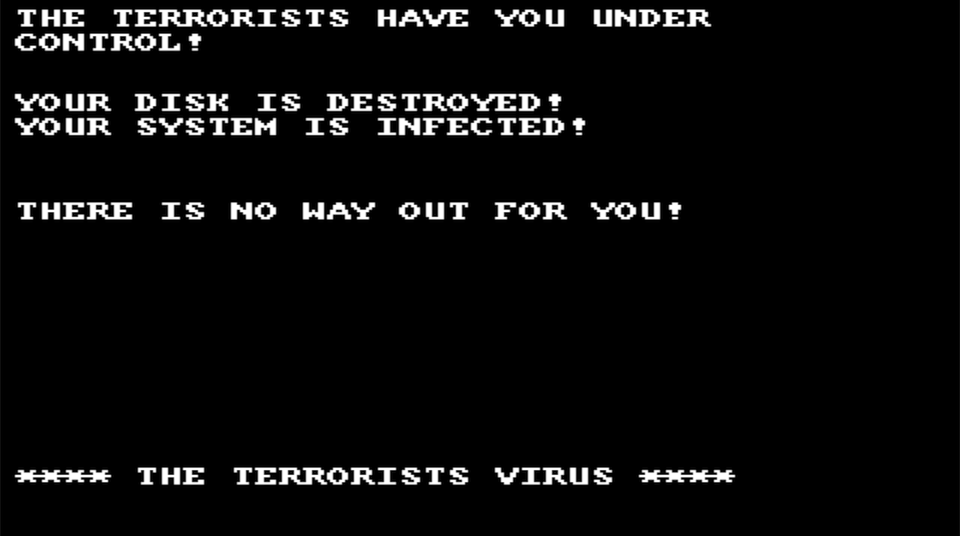 THE TERRORISTS HAVE YOU UNDER
CONTROL!
YOUR DISK IS DESTROYED!
YOUR SYSTEM IS INFECTED!
THERE IS NO WAY OUT FOR YOU!
**** THE TERRORISTS VIRUS ****